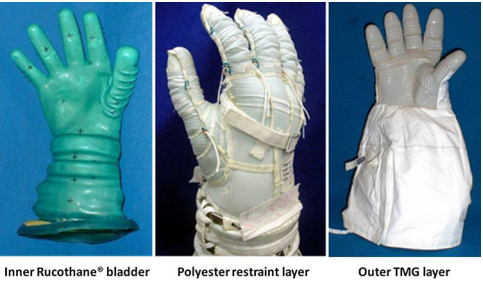 Inner Rucothane® bladder
Polyester restraint layer
Outer TMG layer